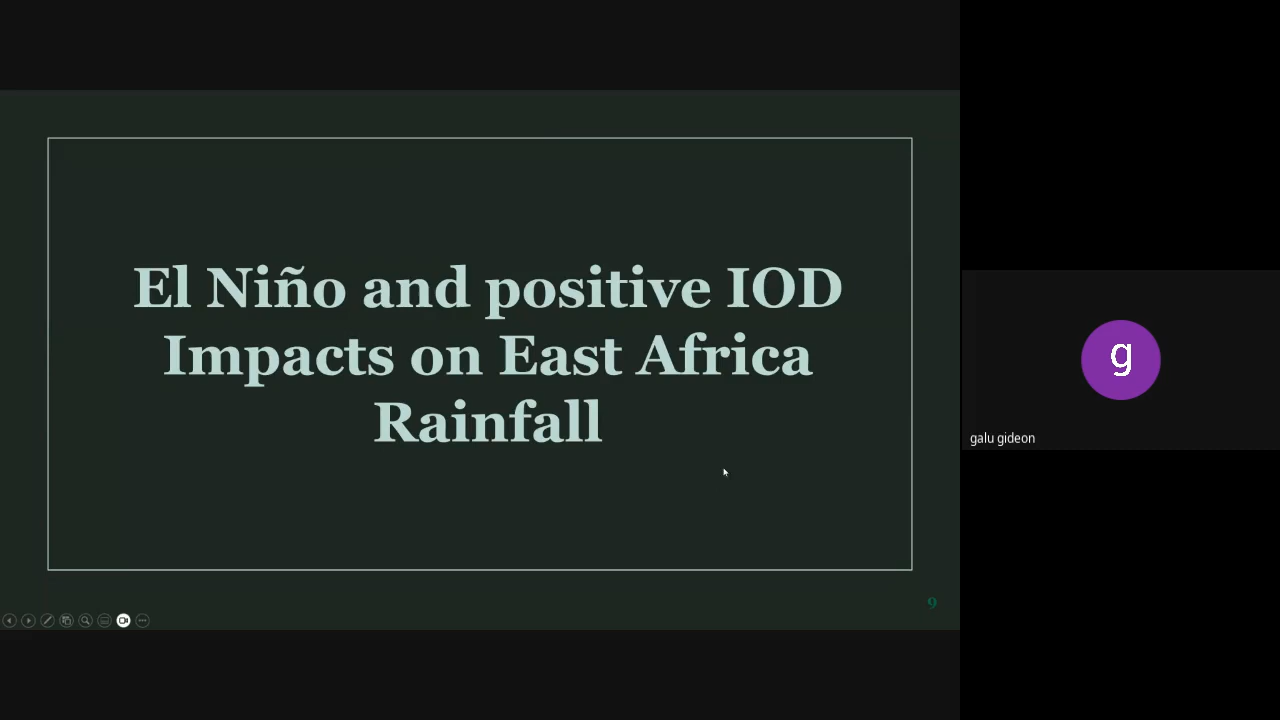 El Niño and positive IOD
Impacts on East Africa
Rainfall
9
g
galu gideon